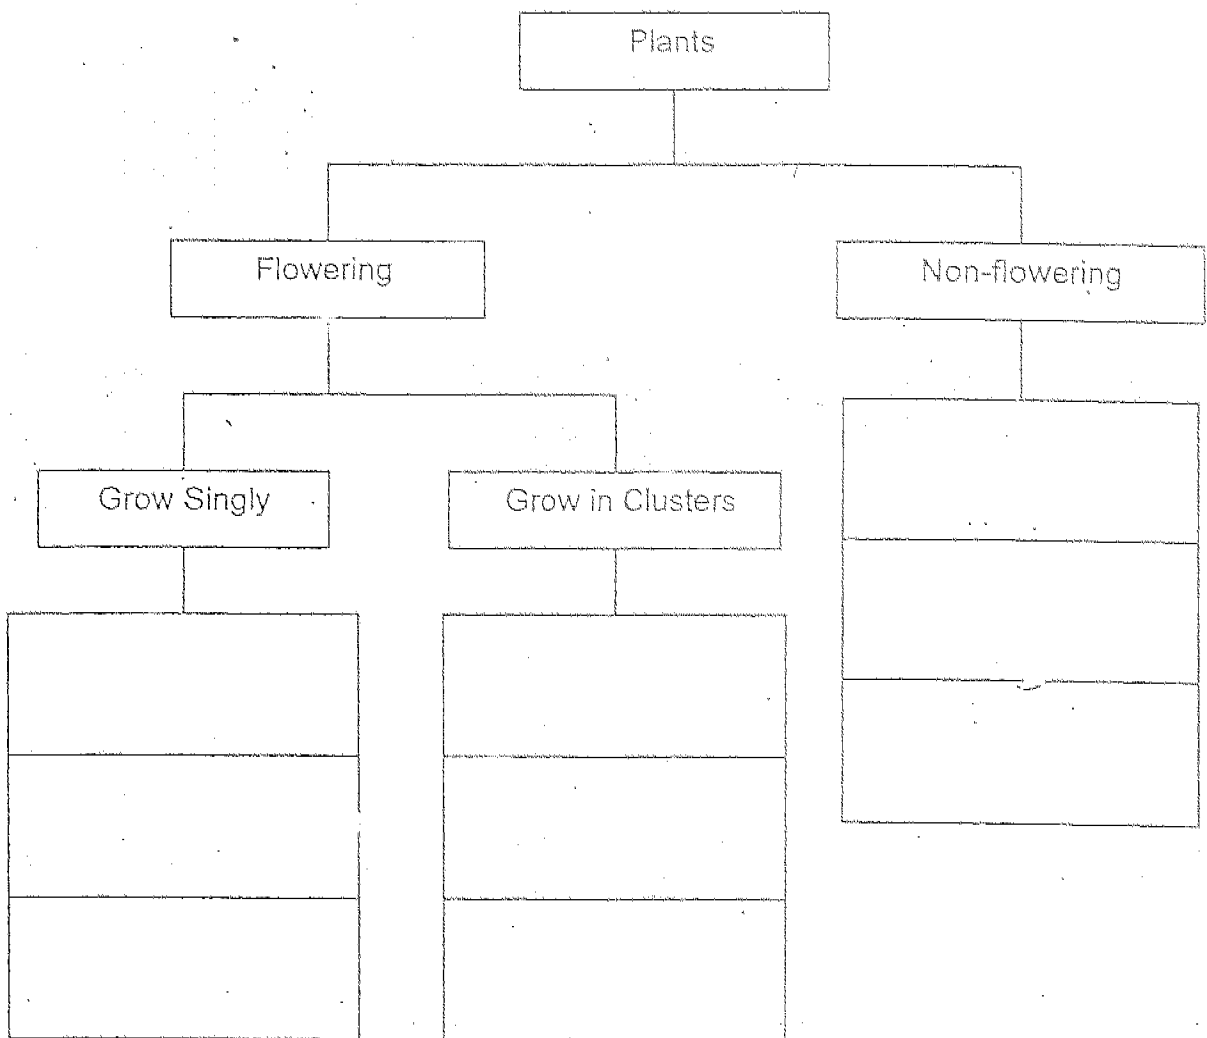 Plants
Flowering
Non-flowering
Grow Singly
Grow in Clusters